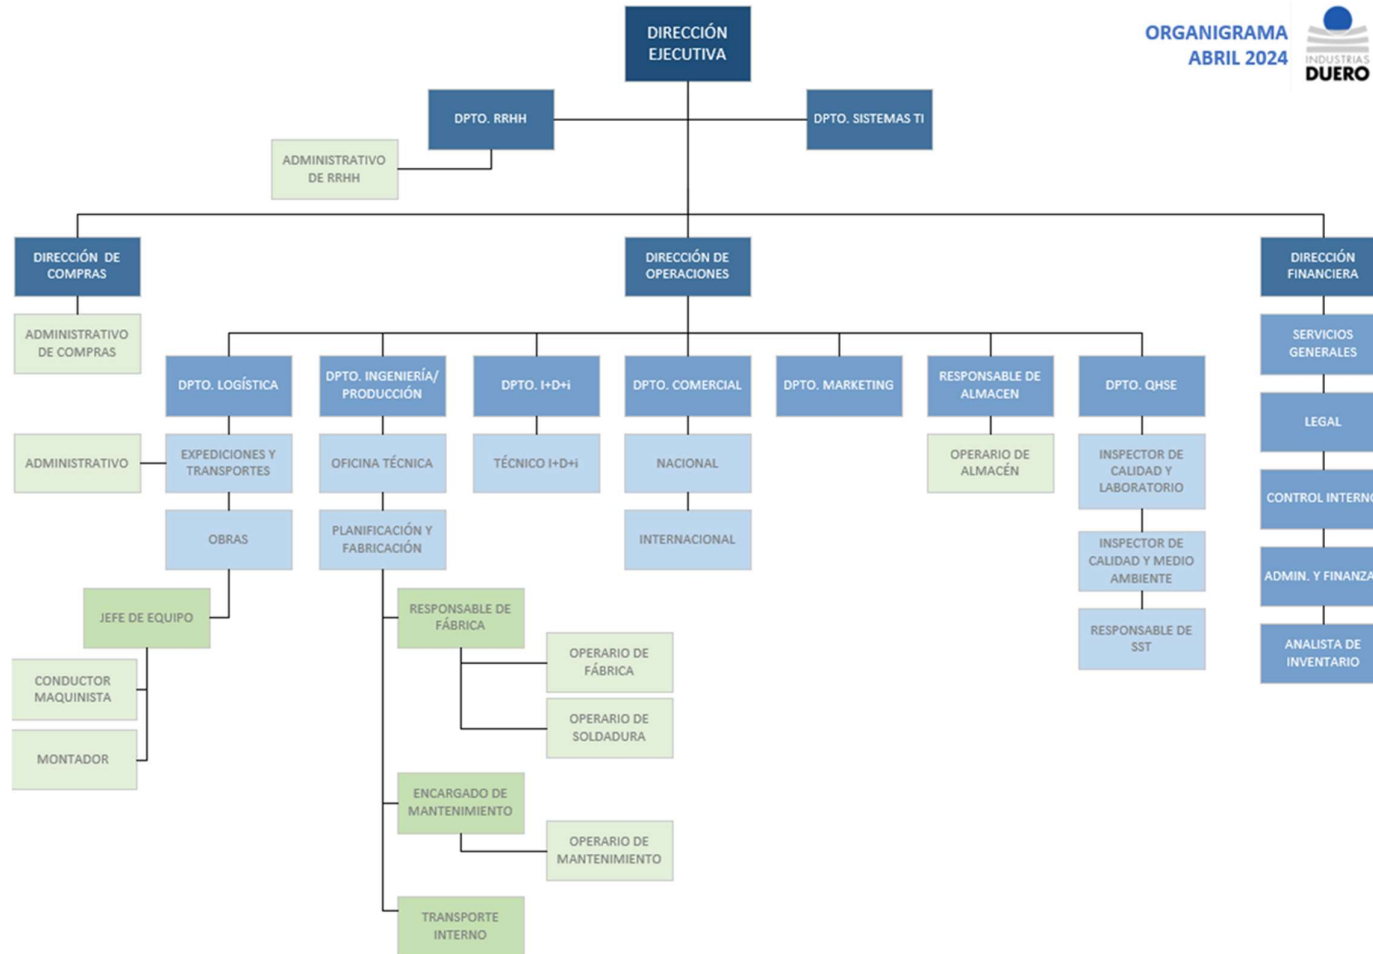 DIRECCIÓN
EJECUTIVA
ORGANIGRAMA
ABRIL 2024
INDUSTRIAS
DUERO
DPTO. RRHH
DPTO. SISTEMAS TI
ADMINISTRATIVO
DE RRHH
DIRECCIÓN DE
COMPRAS
DIRECCIÓN DE
OPERACIONES
DIRECCIÓN
FINANCIERA
ADMINISTRATIVO
DE COMPRAS
SERVICIOS
GENERALES
DPTO. LOGÍSTICA
DPTO. INGENIERÍA/
PRODUCCIÓN
DPTO. I+D+i
DPTO. COMERCIAL
DPTO. MARKETING
RESPONSABLE DE
ALMACEN
DPTO. QHSE
LEGAL
ADMINISTRATIVO
EXPEDICIONES Y
TRANSPORTES
OFICINA TÉCNICA
TÉCNICO I+D+i
NACIONAL
OPERARIO DE
ALMACÉN
INSPECTOR DE
CALIDAD Y
LABORATORIO
CONTROL INTERNO
OBRAS
PLANIFICACIÓN Y
FABRICACIÓN
INTERNACIONAL
INSPECTOR DE
CALIDAD Y MEDIO
AMBIENTE
ADMIN. Y FINANZA
JEFE DE EQUIPO
RESPONSABLE DE
FÁBRICA
RESPONSABLE DE
SST
ANALISTA DE
INVENTARIO
CONDUCTOR
MAQUINISTA
OPERARIO DE
FÁBRICA
MONTADOR
OPERARIO DE
SOLDADURA
ENCARGADO DE
MANTENIMIENTO
OPERARIO DE
MANTENIMIENTO
TRANSPORTE
INTERNO